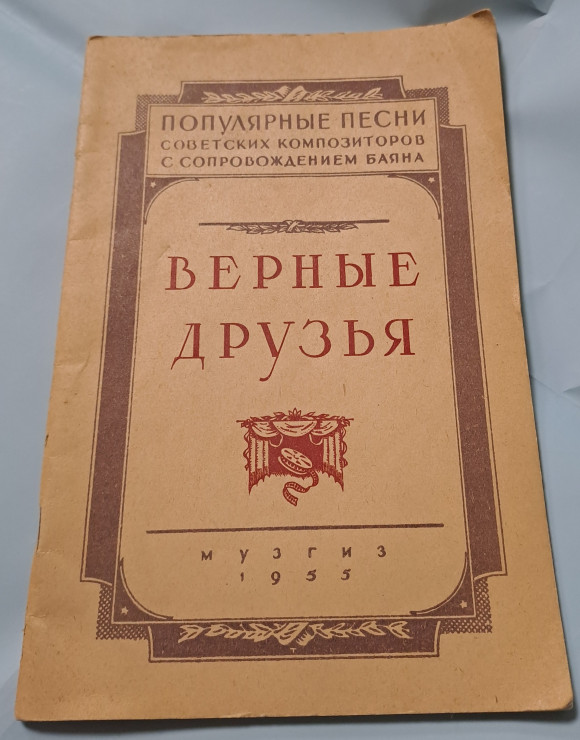 ПОПУЛЯРНЫЕ ПЕСНИ
СОВЕТСКИХ КОМПОЗИТОРОВ
С СОПРОВОЖДЕНИЕМ БАЯНА
ВЕРНЫЕ
ДРУЗЬЯ
МУЗГИЗ
1955
Т